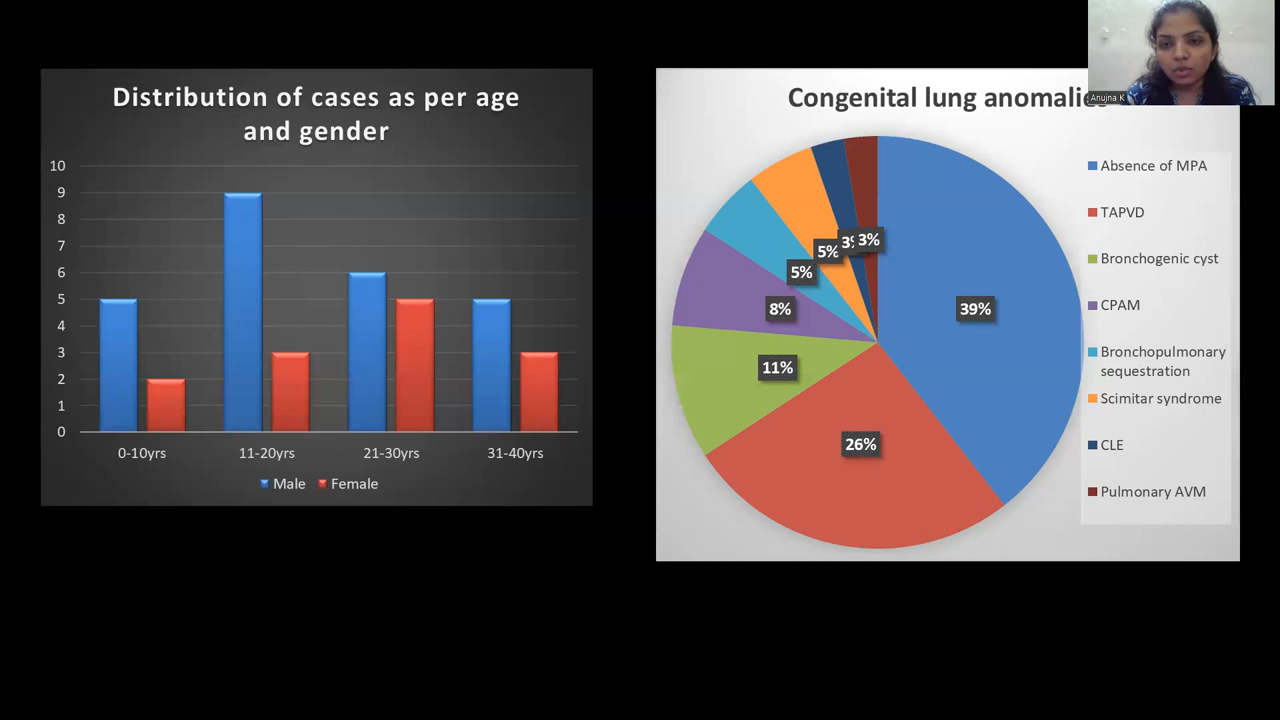 Distribution of cases as per age
and gender
10
9
8
7
6
5
4
3
2
1
0
0-10yrs 11-20yrs 21-30yrs 31-40yrs
Male Female
Congenital lung
39%
26%
11%
8%
5%
5%
3%
Absence of MPA
TAPVD
Bronchogenic cyst
CPAM
Bronchopulmonary
sequestration
Scimitar syndrome
CLE
Pulmonary AVM
Anujna K